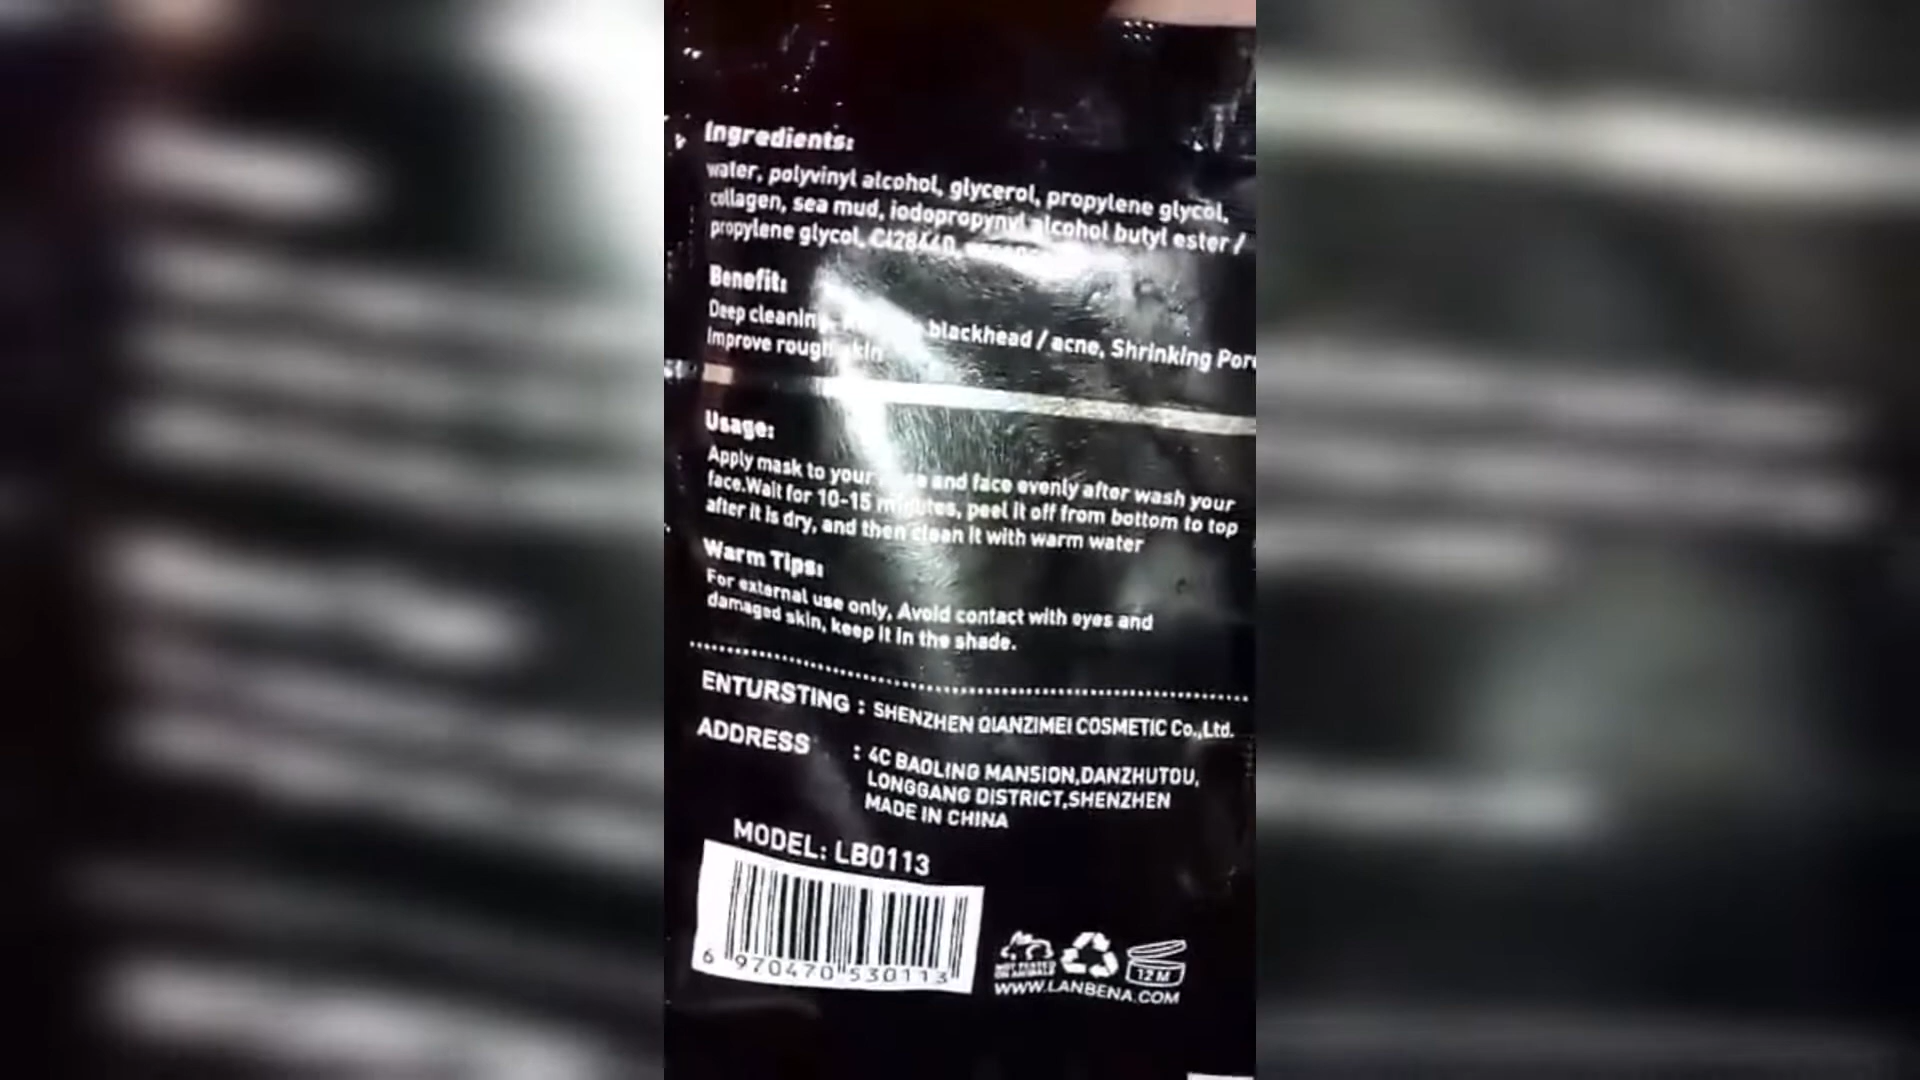 Ingredients:
water, polyvinyl alcohol, glycerol, propylene glycol,
collagen, sea mud, iodopropynyl alcohol butyl ester /
propylene glycol, CI28440,
Benefit:
Deep cleaning, blackhead / acne, Shrinking
Improve rough skin
Usage:
Apply mask to your and face evenly after wash your
face.Wait for 10-15 minutes, peel it off from bottom to top
after it is dry, and then clean it with warm water
Warm Tips:
For external use only, Avoid contact with eyes and
damaged skin, keep it in the shade.
ENTURSTING : SHENZHEN QIANZIMEI COSMETIC Co.,Ltd.
ADDRESS : 4C BAOLING MANSION,DANZHUTOU,
LONGGANG DISTRICT,SHENZHEN
MADE IN CHINA
MODEL: LB0113
6 970470 530113
12M
WWW.LANBENA.COM